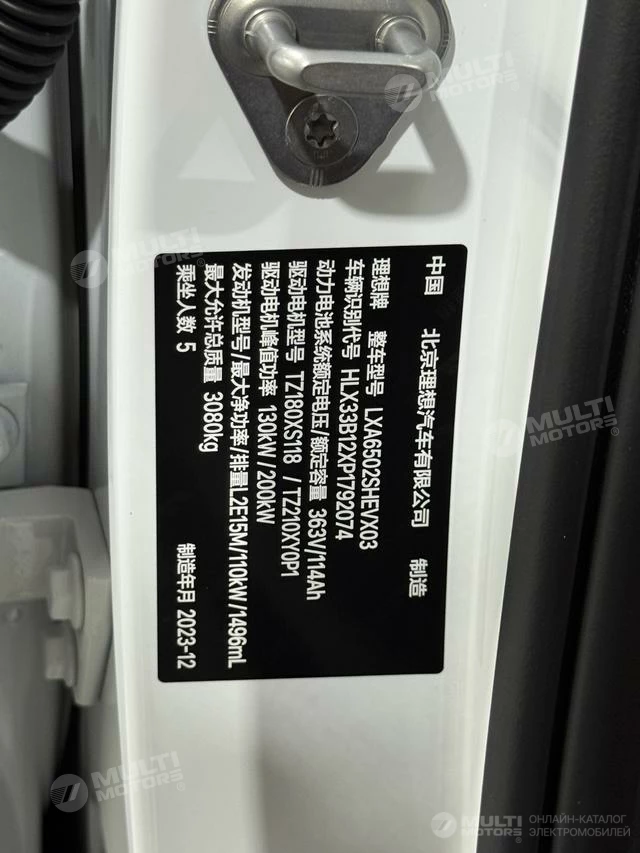 中国 北京理想汽车有限公司 制造
理想牌 整车型号 LXA6502SHEVX03
车辆识别代号 HLX33B12XP1792074
动力电池系统额定电压/额定容量 363V/114Ah
驱动电机型号 TZ180XS118 /TZ210XY0P1
驱动电机峰值功率 130kW/200kW
发动机型号/最大净功率/排量L2E15M/110kW/1496mL
最大允许总质量 3080kg
乘坐人数 5 制造年月 2023-12
MULTI MOTORS®
MULTI MOTORS®
MULTI MOTORS®
MULTI MOTORS®
MULTI MOTORS® ОНЛАЙН-КАТАЛОГ ЭЛЕКТРОМОБИЛЕЙ